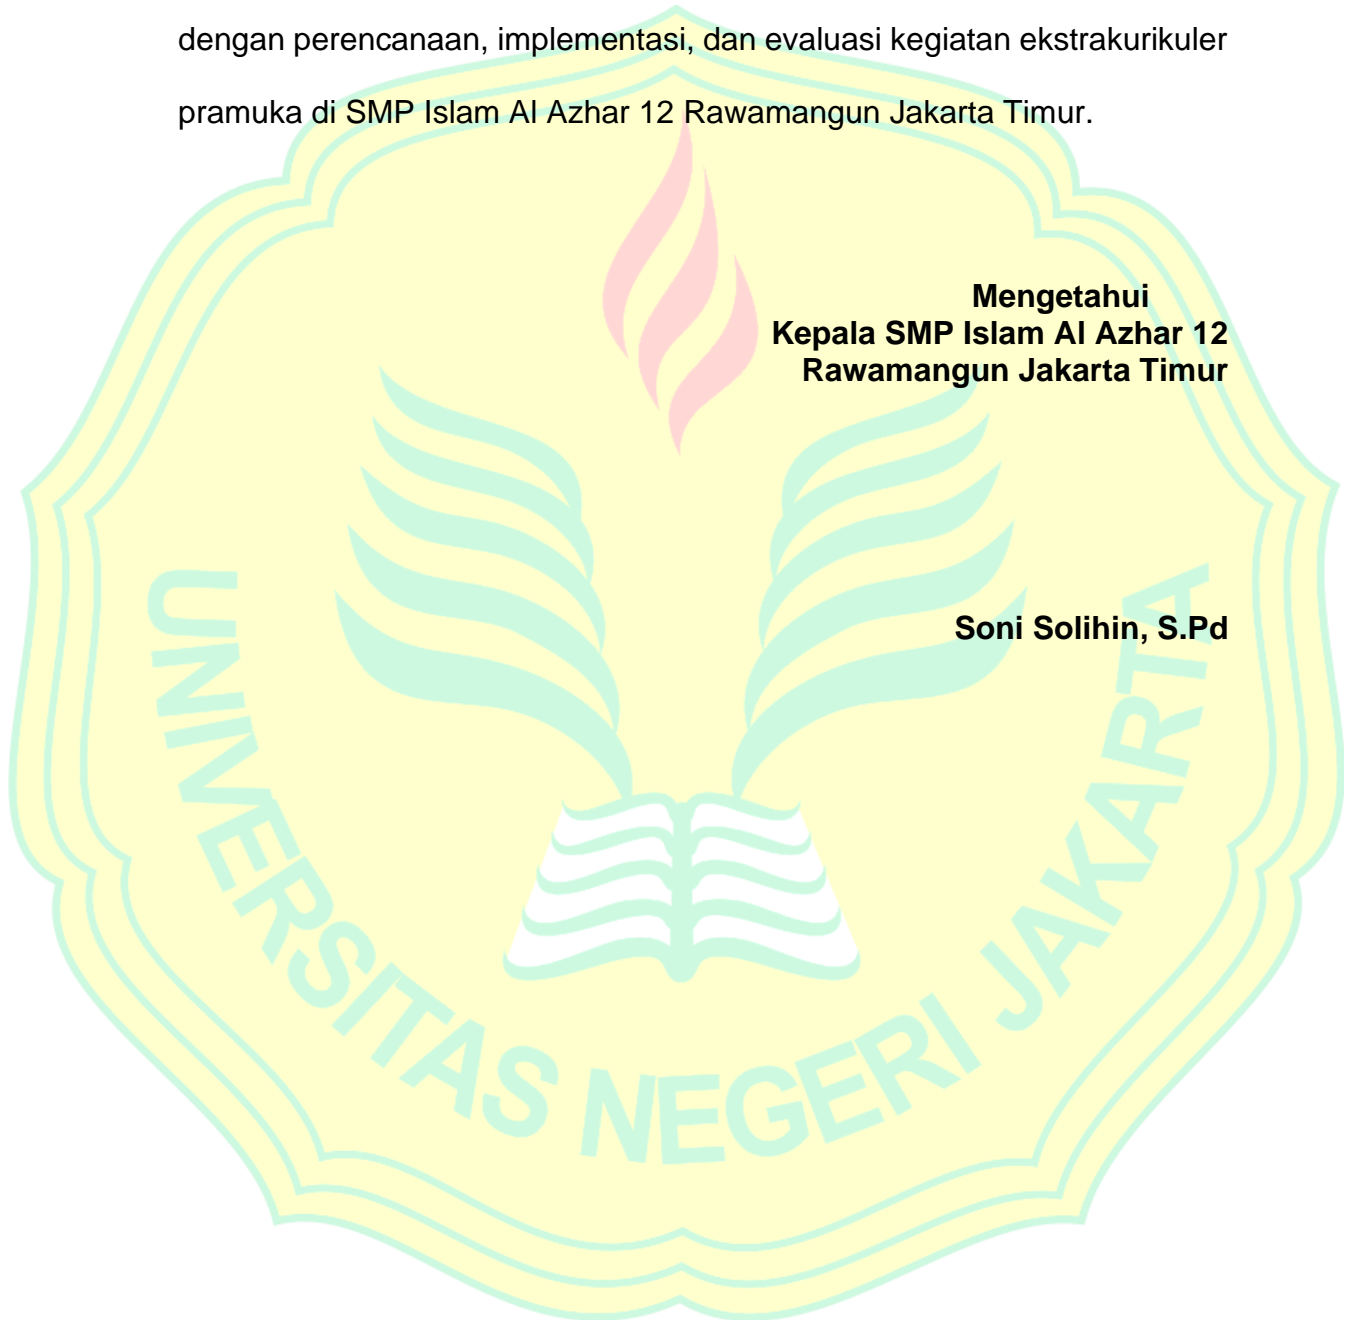 dengan perencanaan, implementasi, dan evaluasi kegiatan ekstrakurikuler
pramuka di SMP Islam Al Azhar 12 Rawamangun Jakarta Timur.
Mengetahui
Kepala SMP Islam Al Azhar 12
Rawamangun Jakarta Timur
Soni Solihin, S.Pd
UNIVERSITAS NEGERI JAKARTA